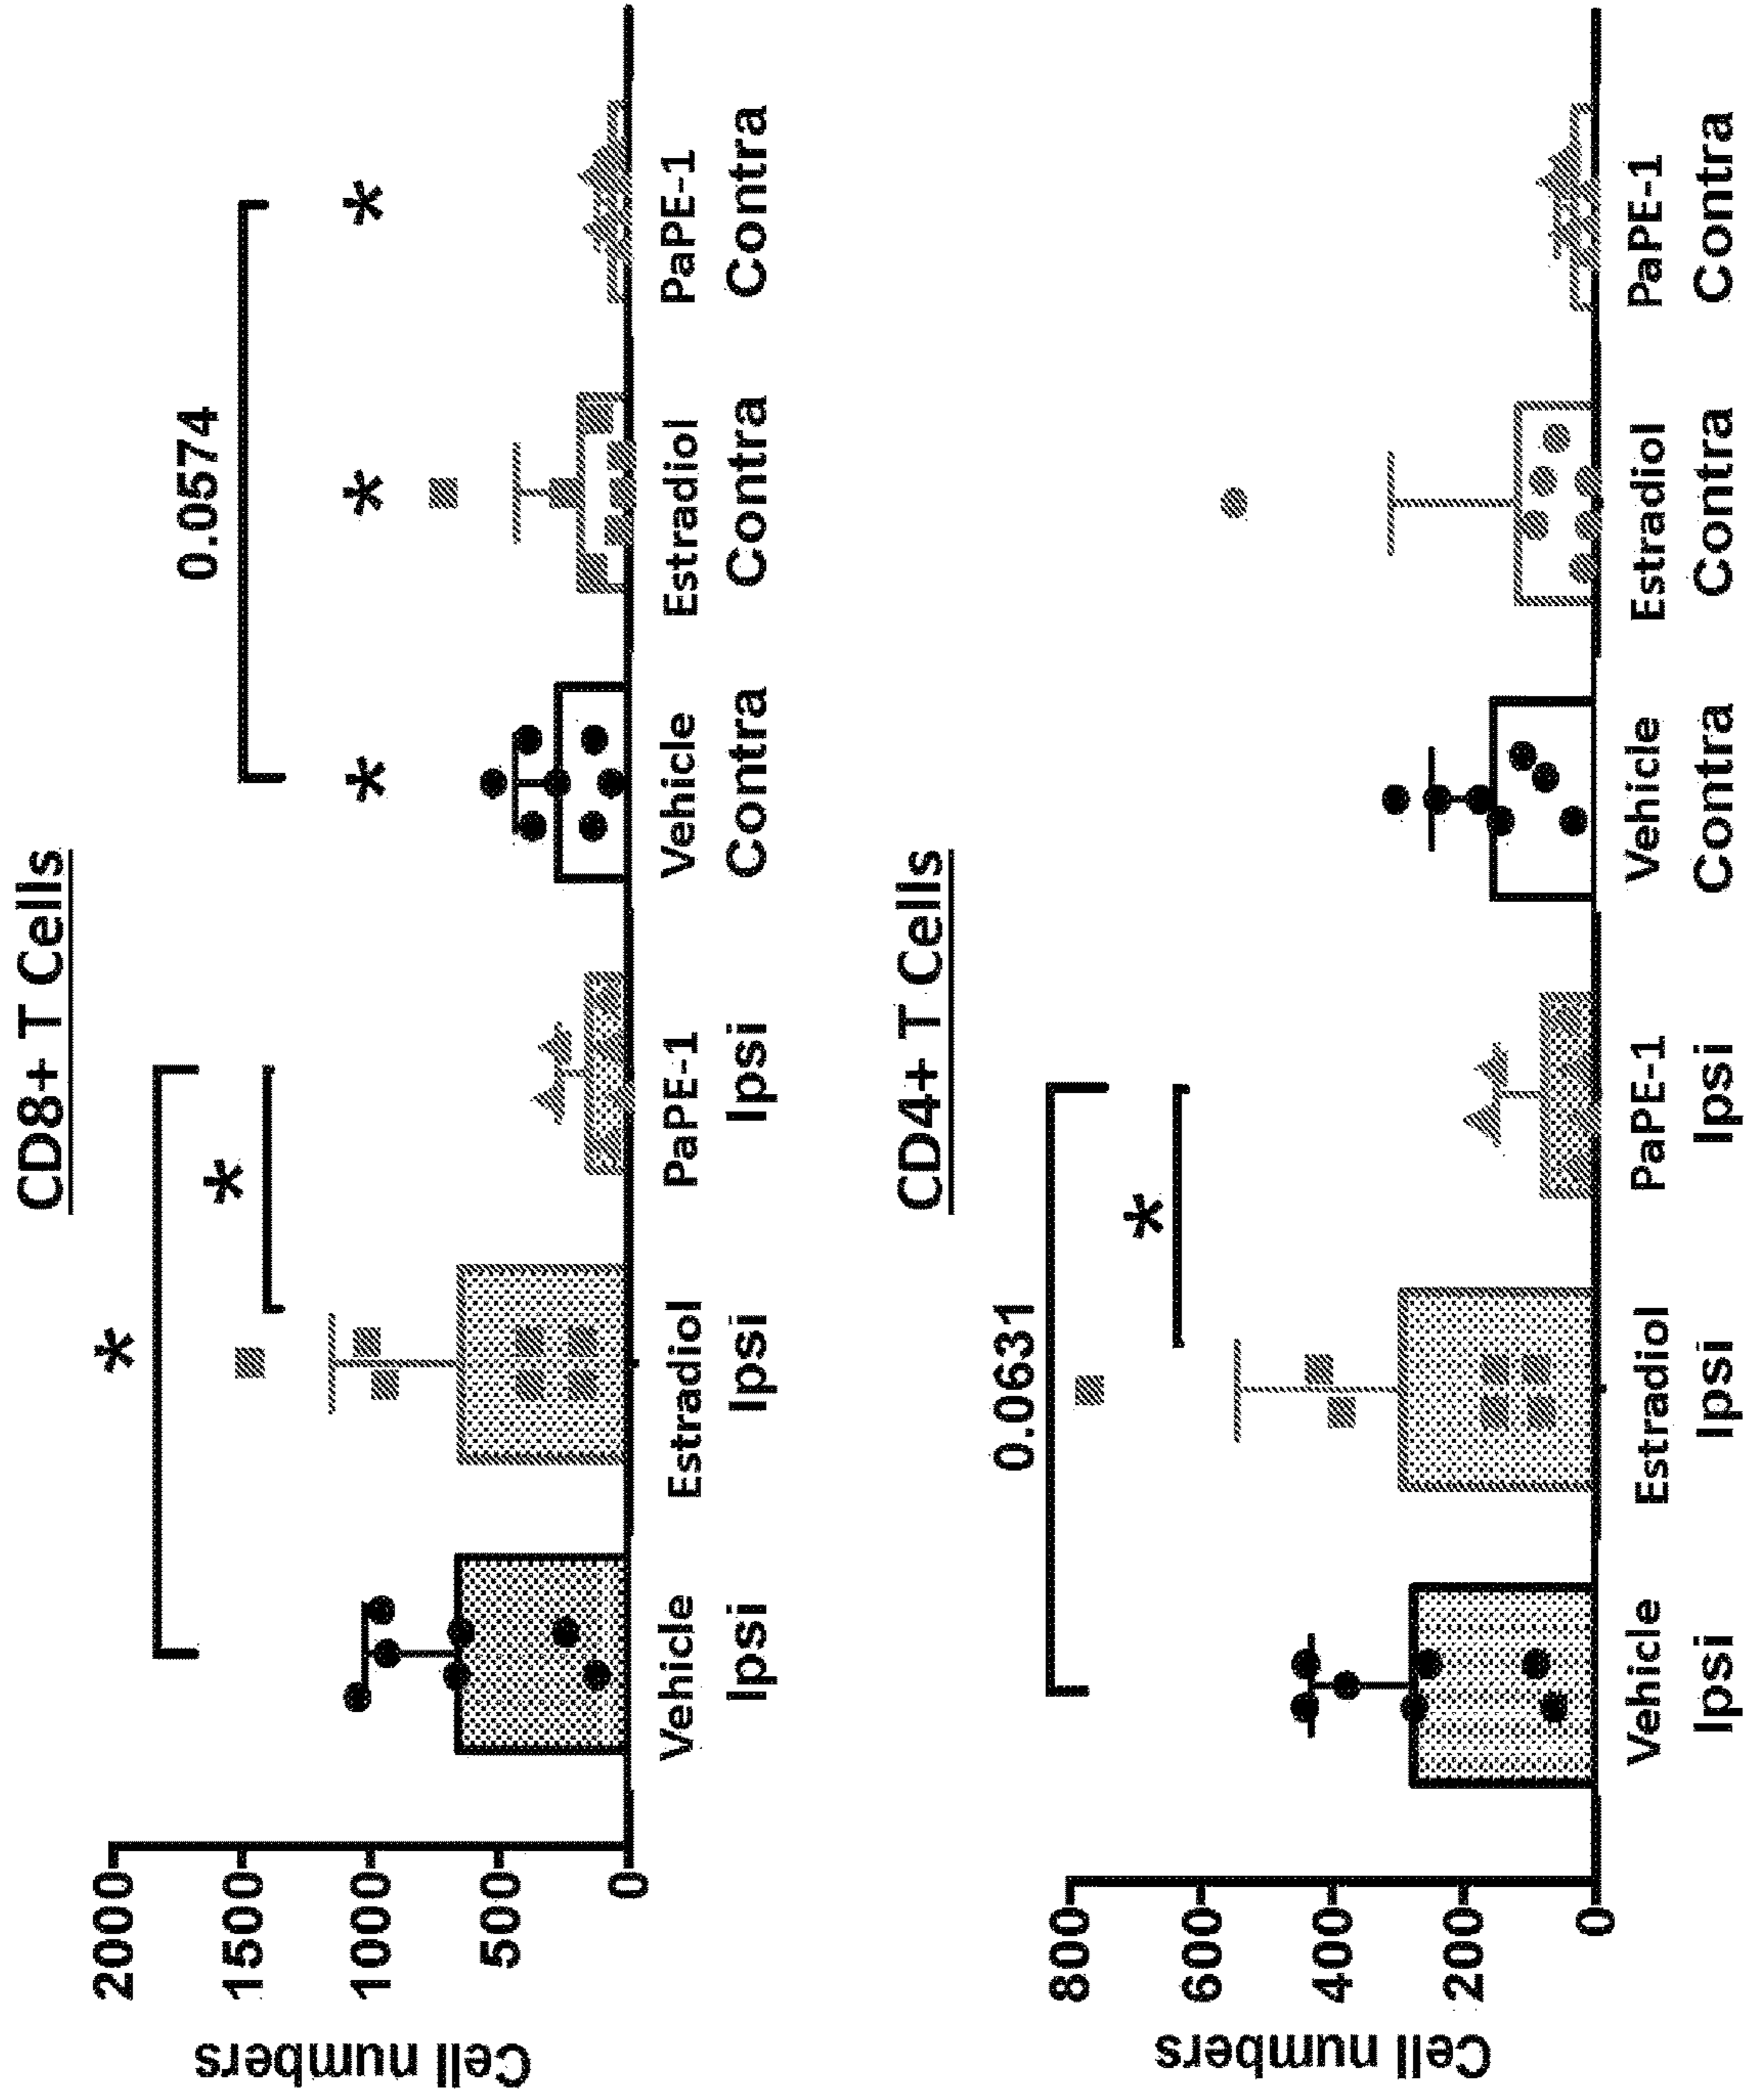 CD8+ T Cells
Cell numbers
2000
1500
1000
500
0
*
*
0.0574
* * *
Vehicle Estradiol PaPE-1 Vehicle Estradiol PaPE-1
Ipsi Ipsi Ipsi Contra Contra Contra
CD4+ T Cells
Cell numbers
800
600
400
200
0
0.0631
*
Vehicle Estradiol PaPE-1 Vehicle Estradiol PaPE-1
Ipsi Ipsi Ipsi Contra Contra Contra